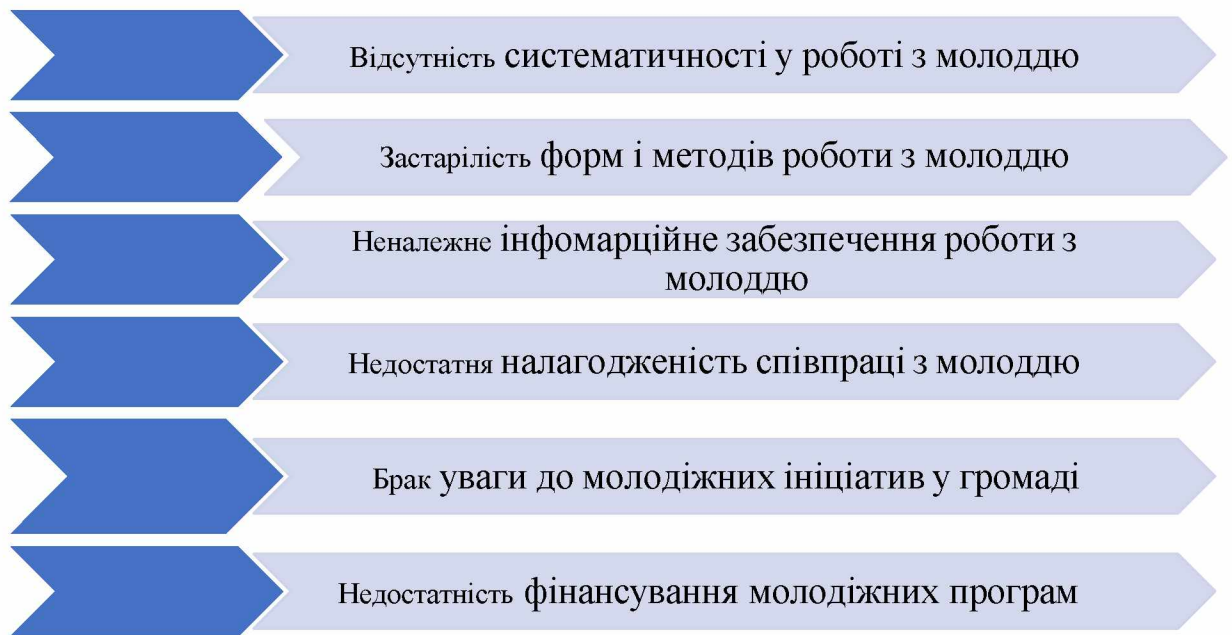 Відсутність систематичності у роботі з молоддю
Застарілість форм і методів роботи з молоддю
Неналежне інфомарційне забезпечення роботи з
молоддю
Недостатня налагодженість співпраці з молоддю
Брак уваги до молодіжних ініціатив у громаді
Недостатність фінансування молодіжних програм